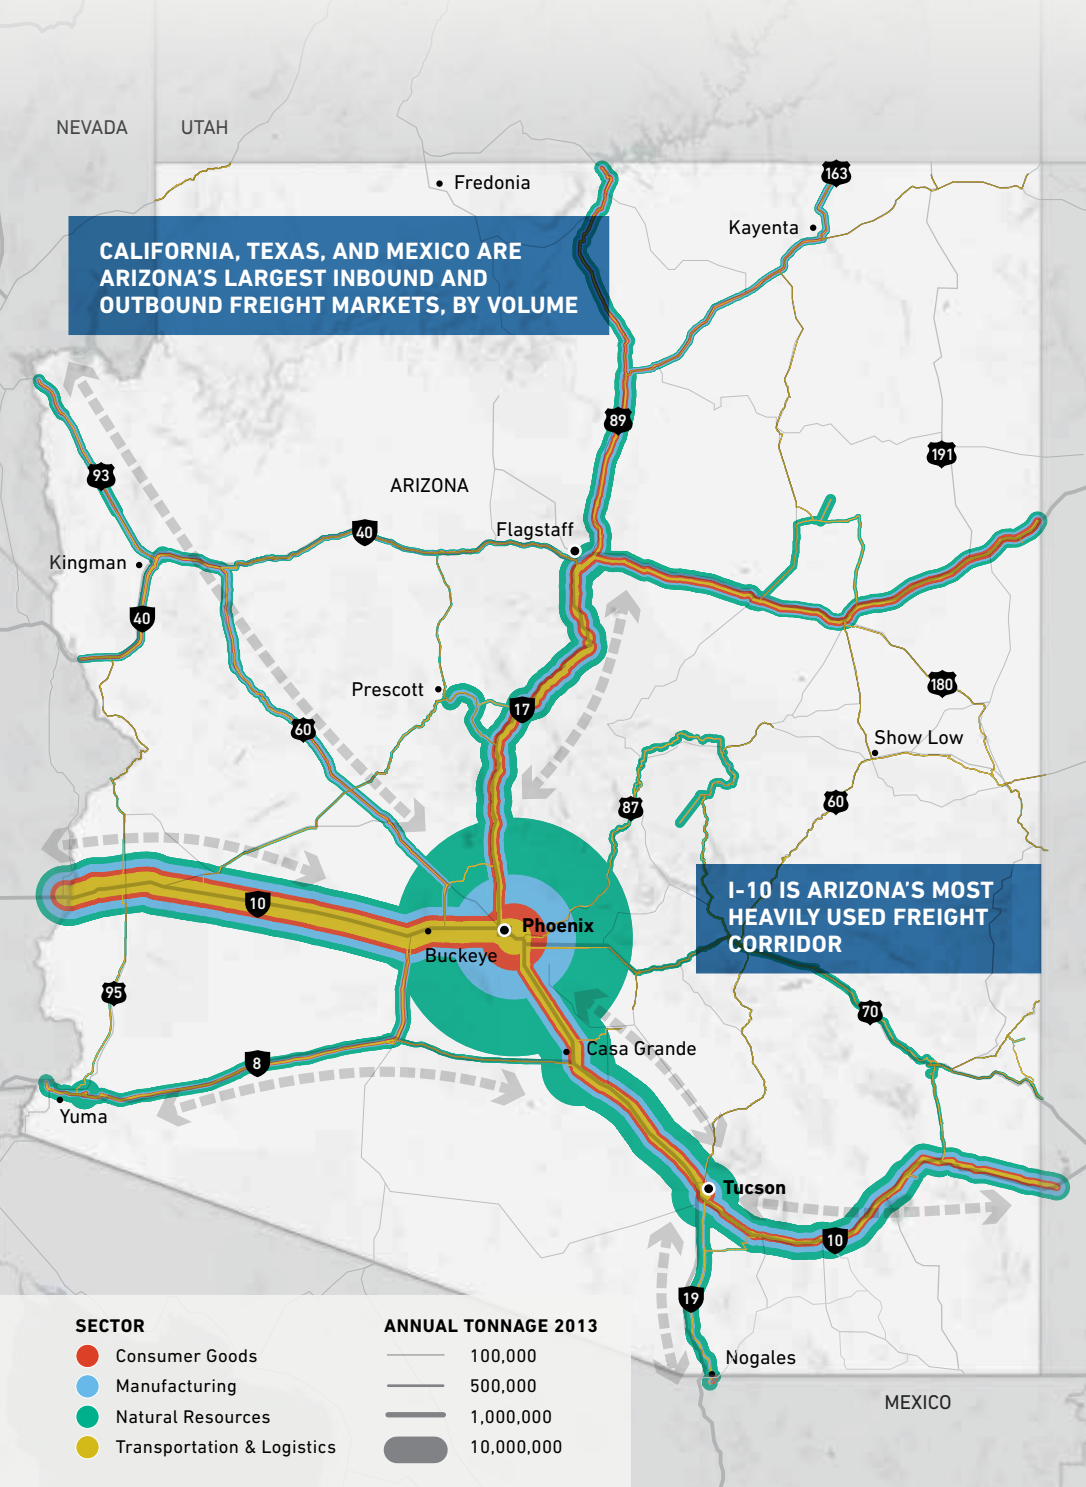 NEVADA
UTAH
Fredonia
163
Kayenta
CALIFORNIA, TEXAS, AND MEXICO ARE
ARIZONA'S LARGEST INBOUND AND
OUTBOUND FREIGHT MARKETS, BY VOLUME
89
191
93
ARIZONA
Flagstaff
40
Kingman
40
180
Prescott
17
60
Show Low
87
60
I-10 IS ARIZONA'S MOST
HEAVILY USED FREIGHT
CORRIDOR
10
Phoenix
Buckeye
95
70
Casa Grande
8
Yuma
Tucson
10
19
Nogales
MEXICO
SECTOR
Consumer Goods
Manufacturing
Natural Resources
Transportation & Logistics
ANNUAL TONNAGE 2013
100,000
500,000
1,000,000
10,000,000